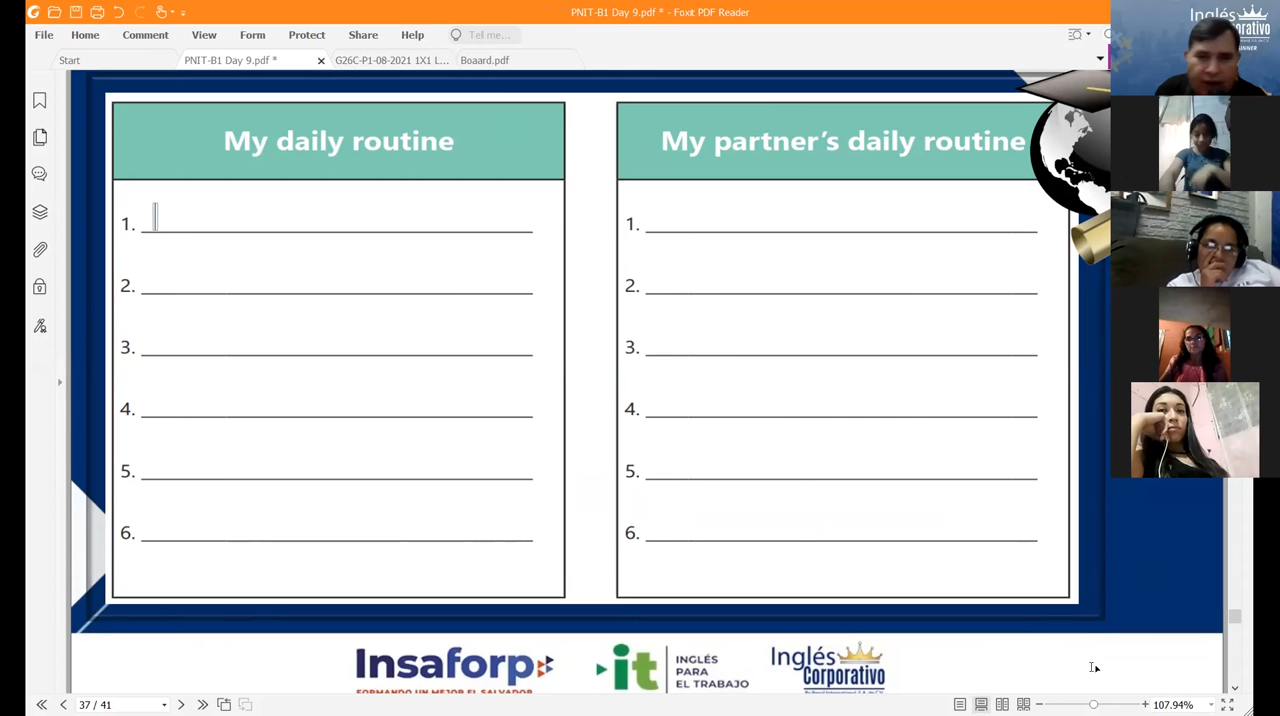 PNIT-B1 Day 9.pdf * - Foxit PDF Reader
File Home Comment View Form Protect Share Help Tell me...
Start PNIT-B1 Day 9.pdf * G26C-P1-08-2021 1X1 L... Boaard.pdf
Inglés
Corporativo
My daily routine
1.
2.
3.
4.
5.
6.
My partner's daily routine
1.
2.
3.
4.
5.
6.
Insaforp
FORMANDO UN MEJOR EL SALVADOR
it
INGLÉS
PARA
EL TRABAJO
Inglés
Corporativo
37 / 41
107.94%